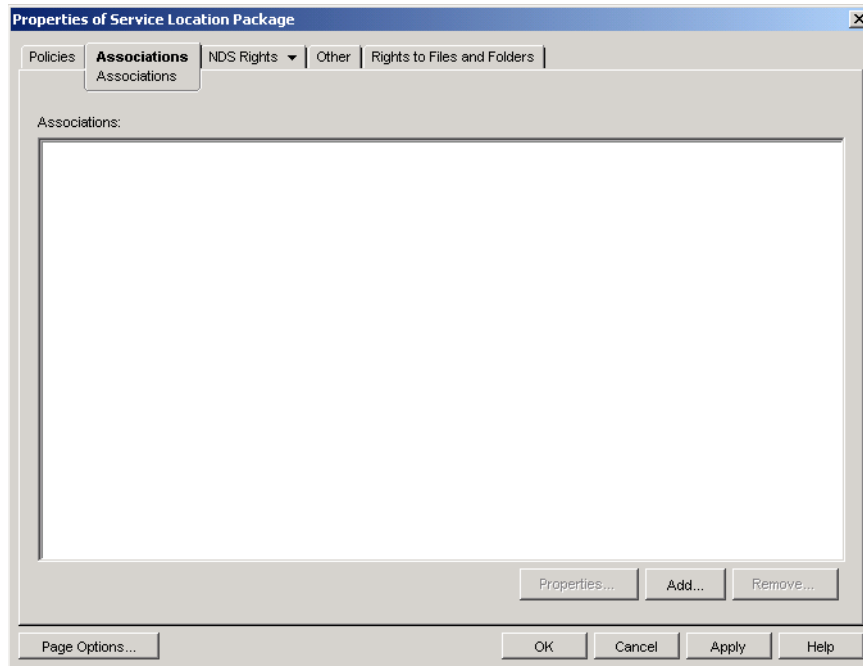 Properties of Service Location Package
Policies Associations NDS Rights Other Rights to Files and Folders
Associations
Associations:
Properties... Add... Remove...
Page Options... OK Cancel Apply Help